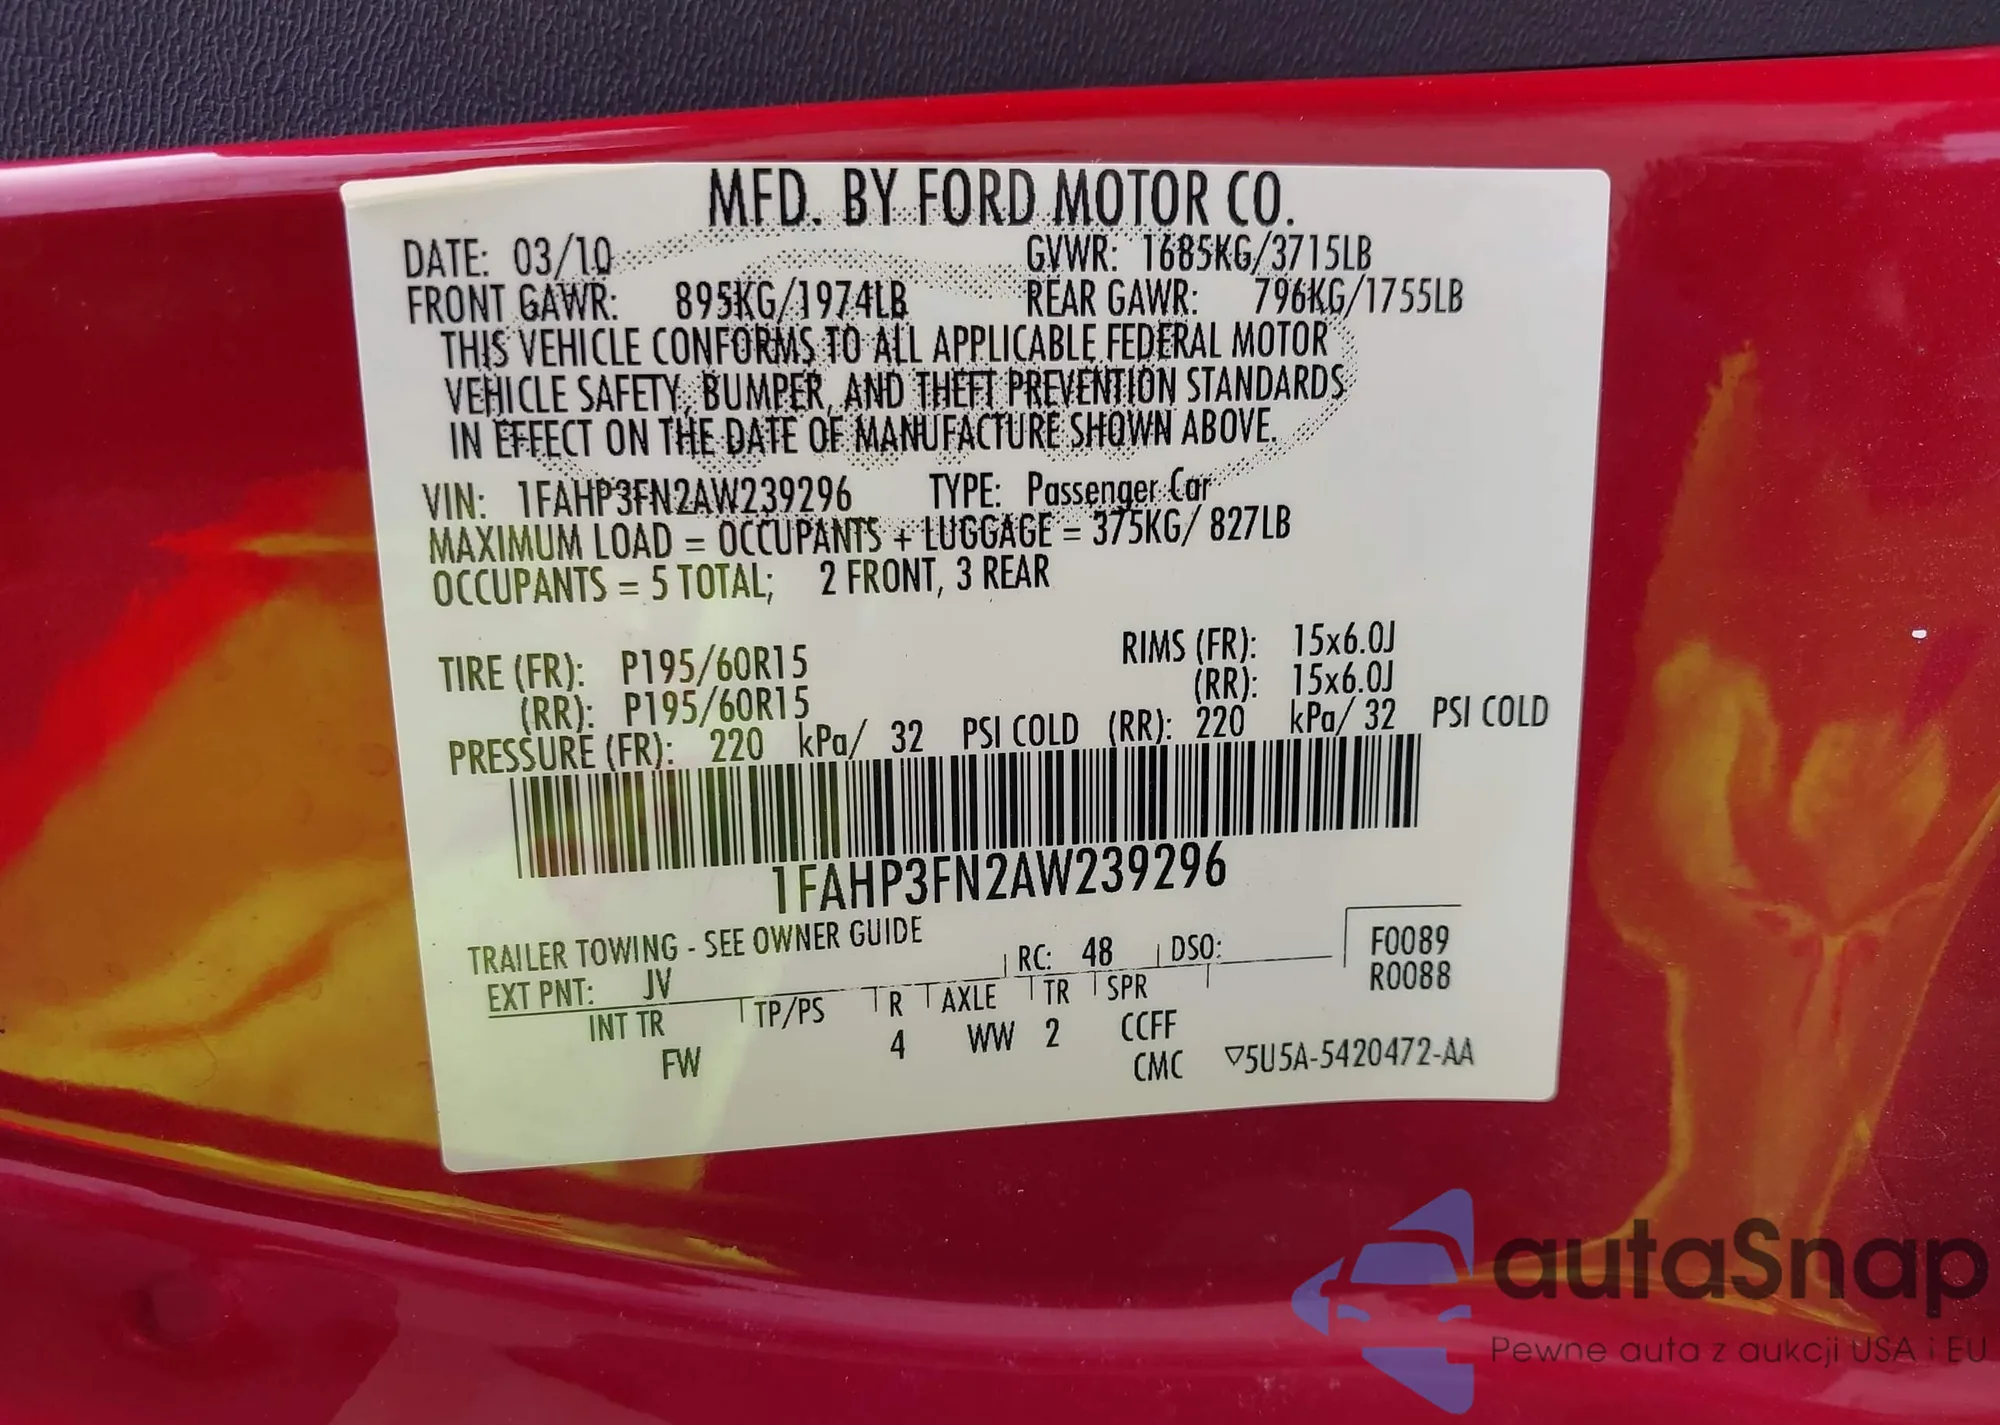 MFD. BY FORD MOTOR CO.
DATE: 03/10 GVWR: 1685KG/3715LB
FRONT GAWR: 895KG/1974LB REAR GAWR: 796KG/1755LB
THIS VEHICLE CONFORMS TO ALL APPLICABLE FEDERAL MOTOR
VEHICLE SAFETY, BUMPER, AND THEFT PREVENTION STANDARDS
IN EFFECT ON THE DATE OF MANUFACTURE SHOWN ABOVE.
VIN: 1FAHP3FN2AW239296 TYPE: Passenger Car
MAXIMUM LOAD = OCCUPANTS + LUGGAGE = 375KG/ 827LB
OCCUPANTS = 5 TOTAL; 2 FRONT, 3 REAR
TIRE (FR): P195/60R15 RIMS (FR): 15x6.0J
(RR): P195/60R15 (RR): 15x6.0J
PRESSURE (FR): 220 kPa/ 32 PSI COLD (RR): 220 kPa/ 32 PSI COLD
1FAHP3FN2AW239296
TRAILER TOWING - SEE OWNER GUIDE
EXT PNT: JV RC: 48 DSO: F0089
R0088
INT TR TP/PS R AXLE TR SPR
FW 4 WW 2 CCFF
CMC ▽5U5A-5420472-AA
autaSnap
Pewne auta z aukcji USA i EU